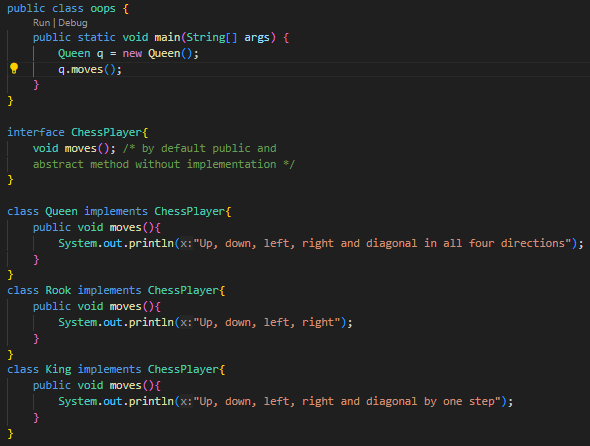 public class oops {
Run | Debug
    public static void main(String[] args) {
        Queen q = new Queen();
        q.moves();
    }
}

interface ChessPlayer{
    void moves(); /* by default public and
    abstract method without implementation */
}

class Queen implements ChessPlayer{
    public void moves(){
        System.out.println(x:"Up, down, left, right and diagonal in all four directions");
    }
}
class Rook implements ChessPlayer{
    public void moves(){
        System.out.println(x:"Up, down, left, right");
    }
}
class King implements ChessPlayer{
    public void moves(){
        System.out.println(x:"Up, down, left, right and diagonal by one step");
    }
}